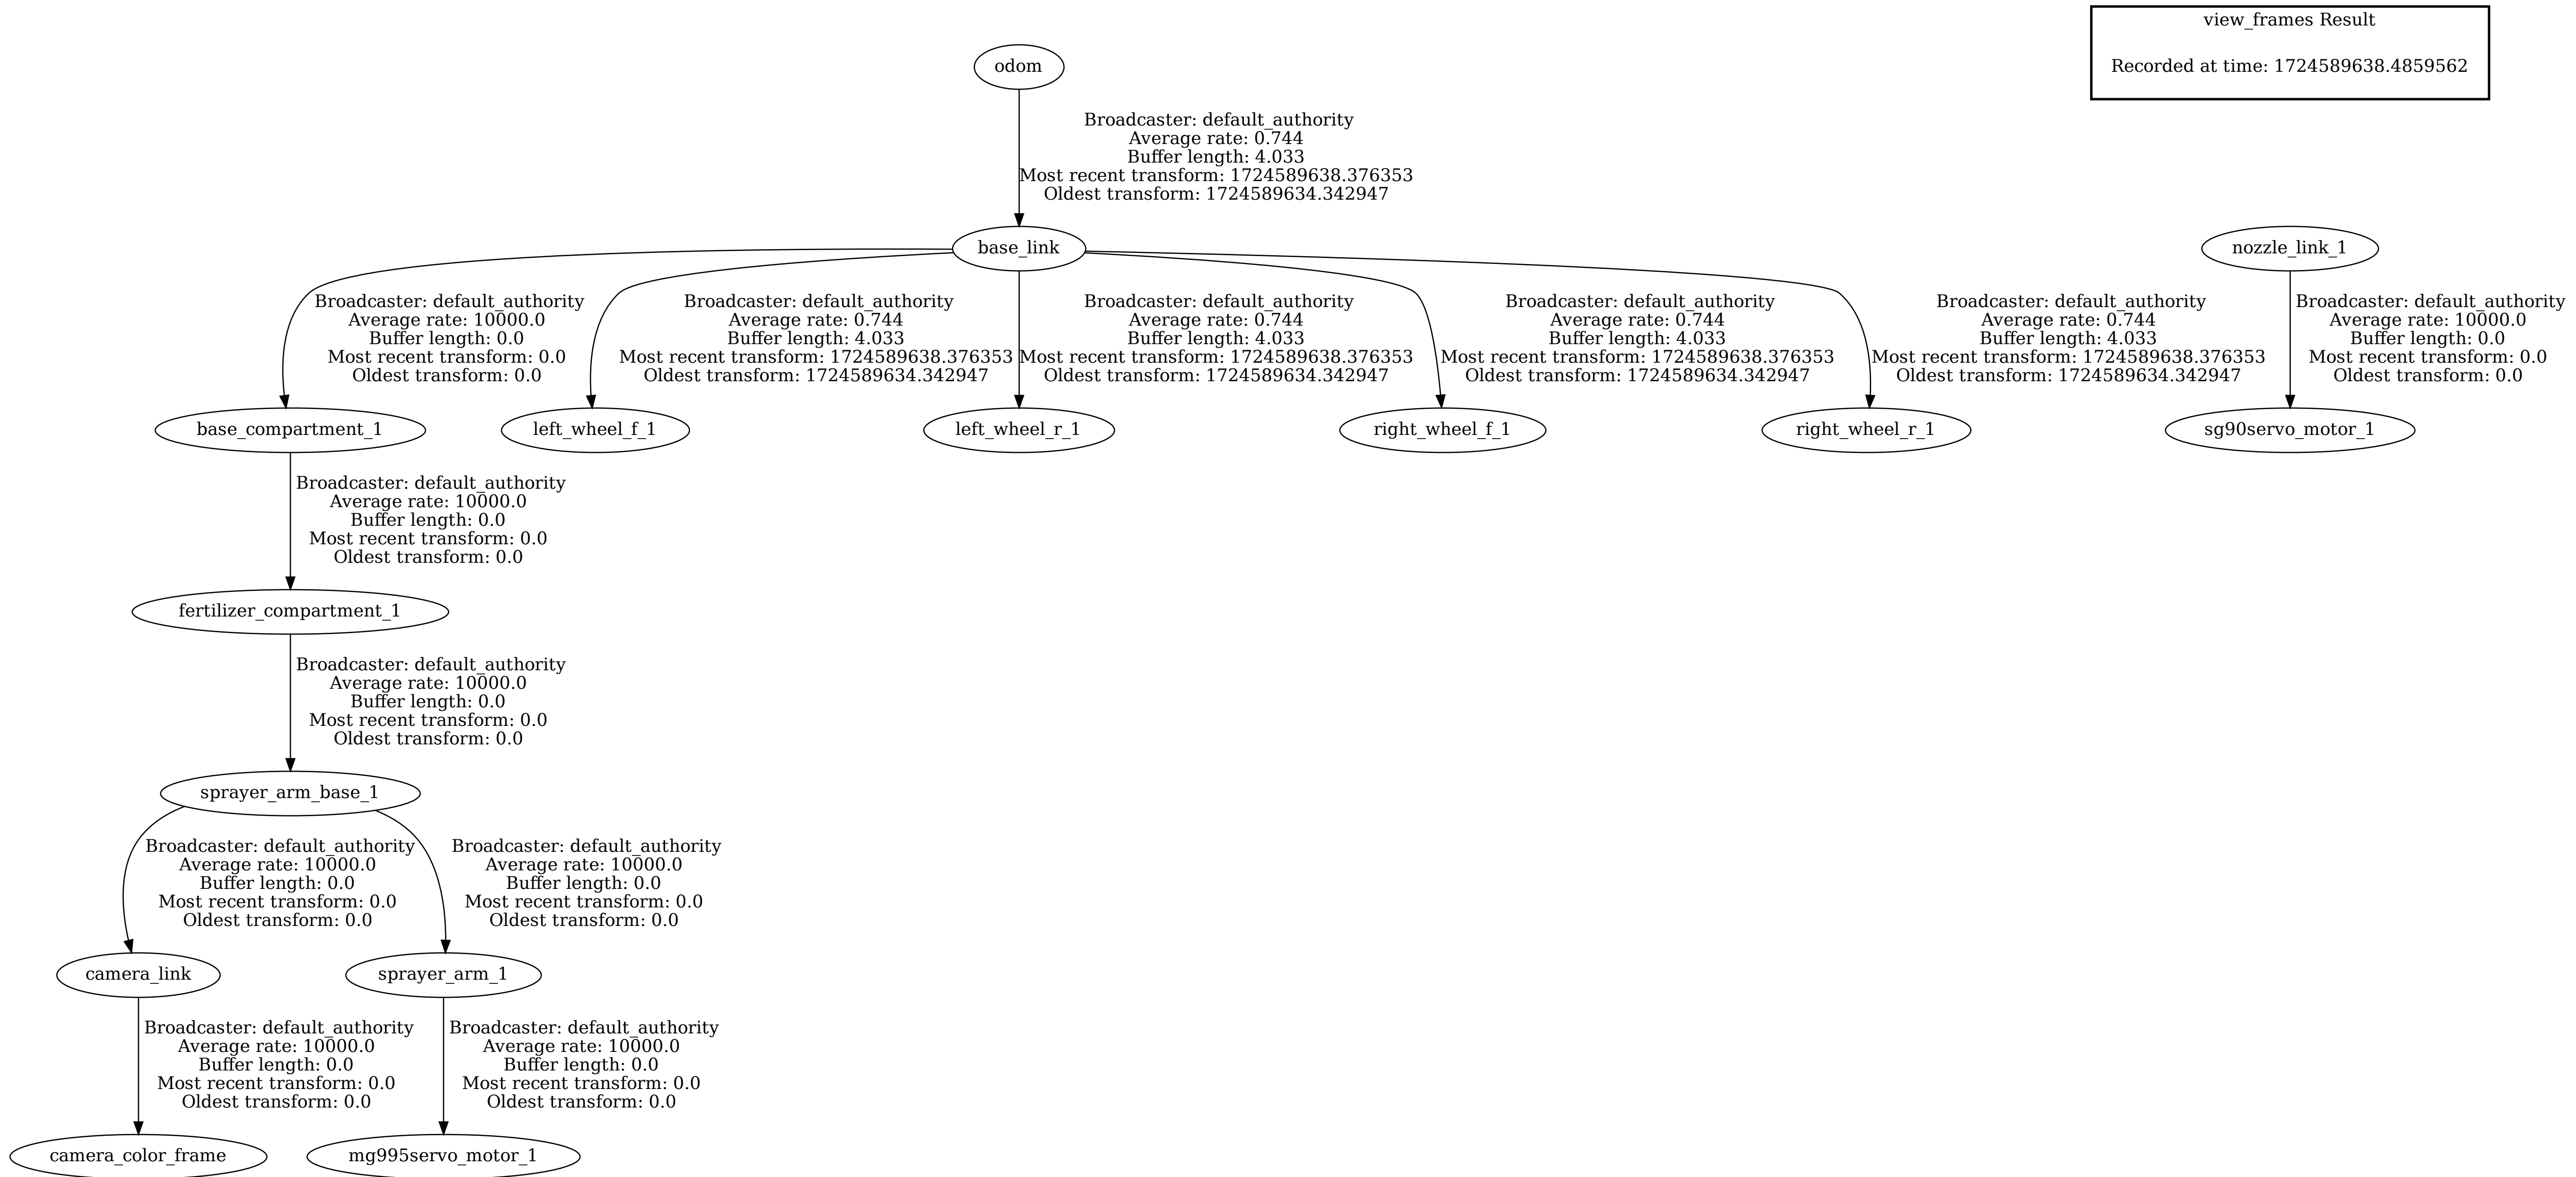 view_frames Result
Recorded at time: 1724589638.4859562
odom
Broadcaster: default_authority
Average rate: 0.744
Buffer length: 4.033
Most recent transform: 1724589638.376353
Oldest transform: 1724589634.342947
base_link
nozzle_link_1
Broadcaster: default_authority
Average rate: 10000.0
Buffer length: 0.0
Most recent transform: 0.0
Oldest transform: 0.0
Broadcaster: default_authority
Average rate: 0.744
Buffer length: 4.033
Most recent transform: 1724589638.376353
Oldest transform: 1724589634.342947
Broadcaster: default_authority
Average rate: 0.744
Buffer length: 4.033
Most recent transform: 1724589638.376353
Oldest transform: 1724589634.342947
Broadcaster: default_authority
Average rate: 0.744
Buffer length: 4.033
Most recent transform: 1724589638.376353
Oldest transform: 1724589634.342947
Broadcaster: default_authority
Average rate: 0.744
Buffer length: 4.033
Most recent transform: 1724589638.376353
Oldest transform: 1724589634.342947
Broadcaster: default_authority
Average rate: 10000.0
Buffer length: 0.0
Most recent transform: 0.0
Oldest transform: 0.0
base_compartment_1
left_wheel_f_1
left_wheel_r_1
right_wheel_f_1
right_wheel_r_1
sg90servo_motor_1
Broadcaster: default_authority
Average rate: 10000.0
Buffer length: 0.0
Most recent transform: 0.0
Oldest transform: 0.0
fertilizer_compartment_1
Broadcaster: default_authority
Average rate: 10000.0
Buffer length: 0.0
Most recent transform: 0.0
Oldest transform: 0.0
sprayer_arm_base_1
Broadcaster: default_authority
Average rate: 10000.0
Buffer length: 0.0
Most recent transform: 0.0
Oldest transform: 0.0
Broadcaster: default_authority
Average rate: 10000.0
Buffer length: 0.0
Most recent transform: 0.0
Oldest transform: 0.0
camera_link
sprayer_arm_1
Broadcaster: default_authority
Average rate: 10000.0
Buffer length: 0.0
Most recent transform: 0.0
Oldest transform: 0.0
Broadcaster: default_authority
Average rate: 10000.0
Buffer length: 0.0
Most recent transform: 0.0
Oldest transform: 0.0
camera_color_frame
mg995servo_motor_1